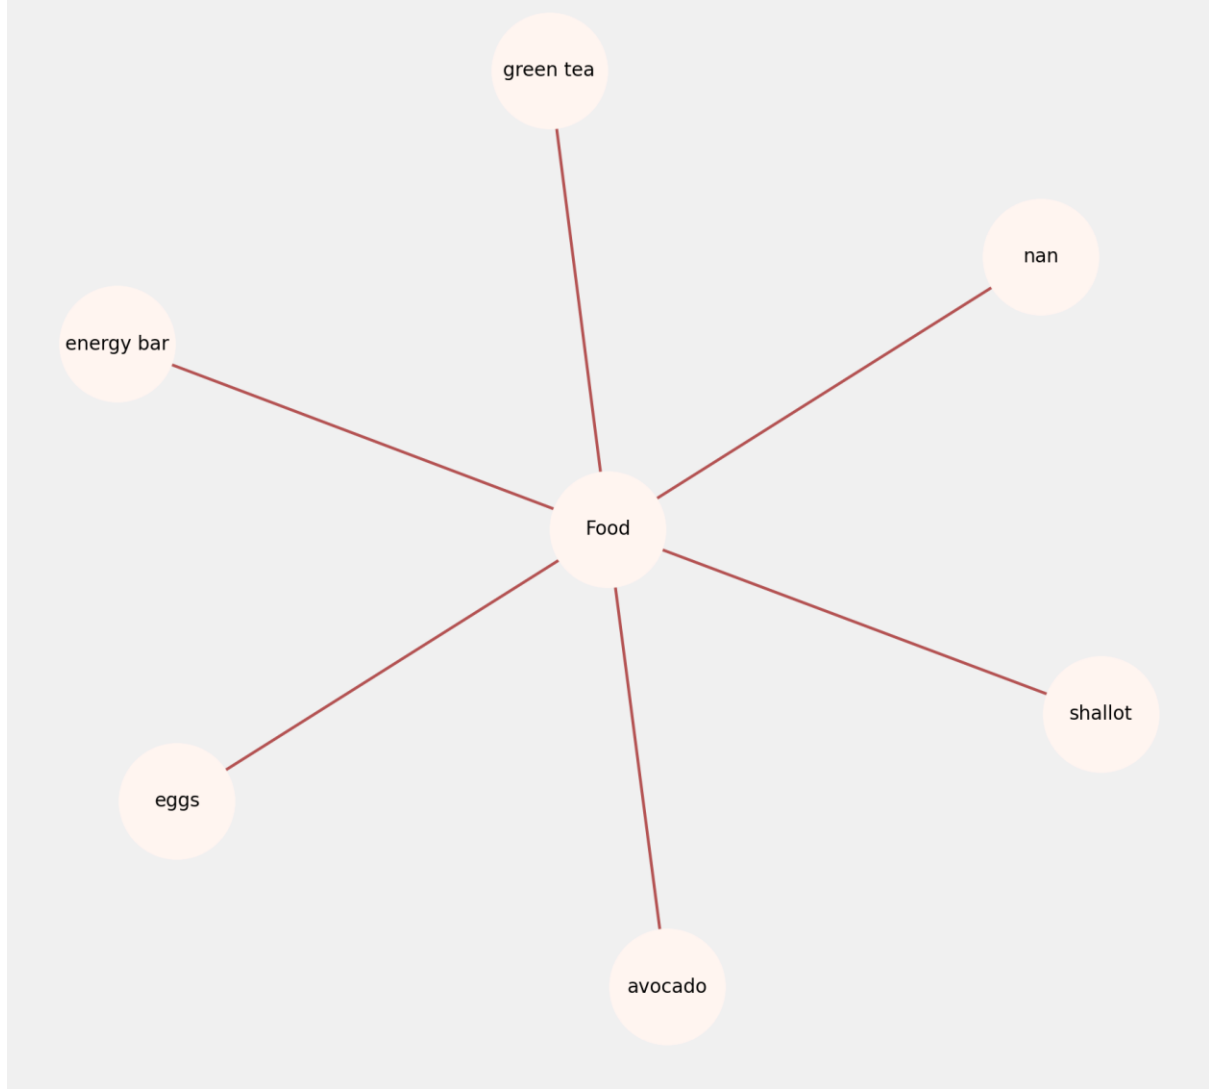 green tea
nan
energy bar
Food
shallot
eggs
avocado